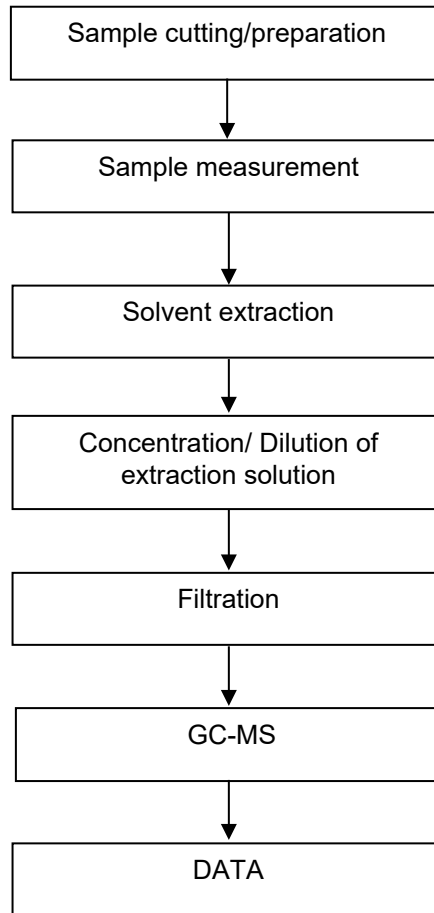 Sample cutting/preparation
Sample measurement
Solvent extraction
Concentration/ Dilution of
extraction solution
Filtration
GC-MS
DATA